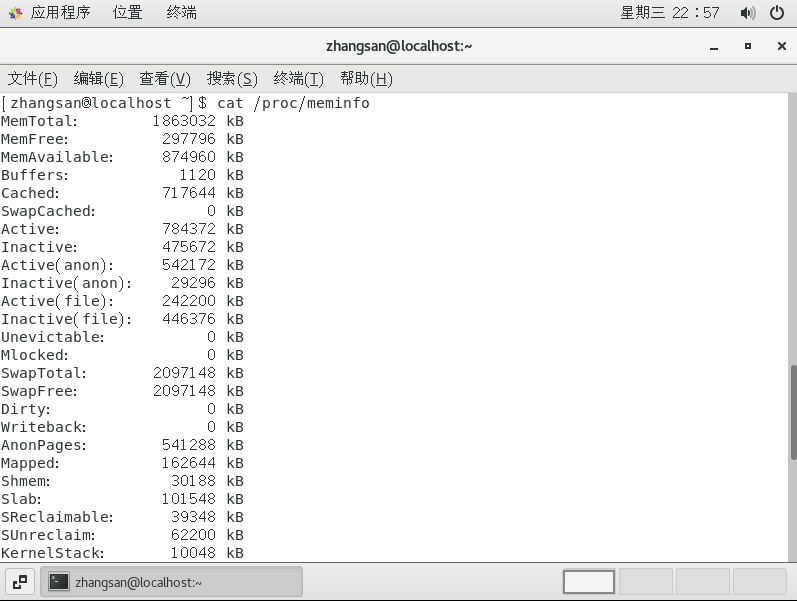 应用程序 位置 终端 星期三 22：57
zhangsan@localhost:~
文件(F) 编辑(E) 查看(V) 搜索(S) 终端(T) 帮助(H)
[zhangsan@localhost ~]$ cat /proc/meminfo
MemTotal: 1863032 kB
MemFree: 297796 kB
MemAvailable: 874960 kB
Buffers: 1120 kB
Cached: 717644 kB
SwapCached: 0 kB
Active: 784372 kB
Inactive: 475672 kB
Active(anon): 542172 kB
Inactive(anon): 29296 kB
Active(file): 242200 kB
Inactive(file): 446376 kB
Unevictable: 0 kB
Mlocked: 0 kB
SwapTotal: 2097148 kB
SwapFree: 2097148 kB
Dirty: 0 kB
Writeback: 0 kB
AnonPages: 541288 kB
Mapped: 162644 kB
Shmem: 30188 kB
Slab: 101548 kB
SReclaimable: 39348 kB
SUnreclaim: 62200 kB
KernelStack: 10048 kB
zhangsan@localhost:~